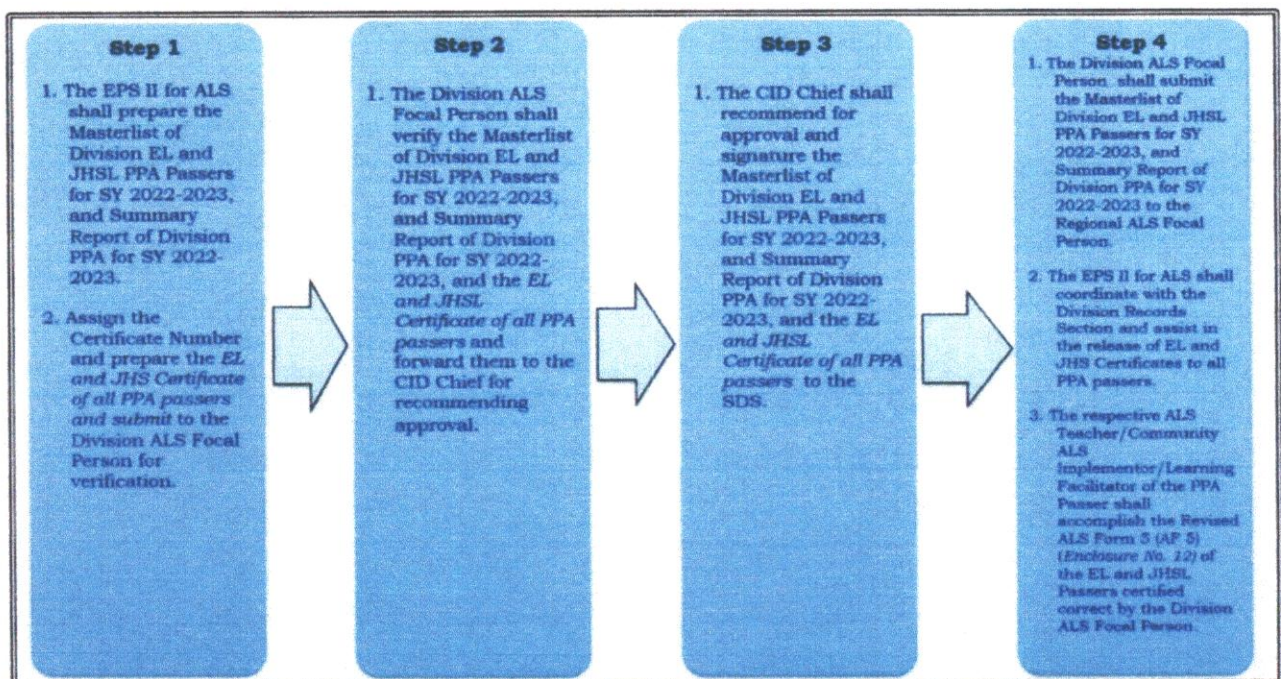 Step 1
1. The EPS II for ALS
shall prepare the
Masterlist of
Division EL and
JHSL PPA Passers
for SY 2022-2023,
and Summary
Report of Division
PPA for SY 2022-
2023.
2. Assign the
Certificate Number
and prepare the EL
and JHS Certificate
of all PPA passers
and submit to the
Division ALS Focal
Person for
verification.
Step 2
1. The Division ALS
Focal Person shall
verify the Masterlist
of Division EL and
JHSL PPA Passers
for SY 2022-2023,
and Summary
Report of Division
PPA for SY 2022-
2023, and the EL
and JHSL
Certificate of all PPA
passers and
forward them to the
CID Chief for
recommending
approval.
Step 3
1. The CID Chief shall
recommend for
approval and
signature the
Masterlist of
Division EL and
JHSL PPA Passers
for SY 2022-2023,
and Summary
Report of Division
PPA for SY 2022-
2023, and the EL
and JHSL
Certificate of all PPA
passers to the
SDS.
Step 4
1. The Division ALS Focal
Person shall submit
the Masterlist of
Division EL and JHSL
PPA Passers for SY
2022-2023, and
Summary Report of
Division PPA for SY
2022-2023 to the
Regional ALS Focal
Person.
2. The EPS II for ALS shall
coordinate with the
Division Records
Section and assist in
the release of EL and
JHS Certificates to all
PPA passers.
3. The respective ALS
Teacher/Community
ALS
Implementor/Learning
Facilitator of the PPA
Passer shall
accomplish the Revised
ALS Form 5 (AF 5)
(Enclosure No. 12) of
the EL and JHSL
Passers certified
correct by the Division
ALS Focal Person.